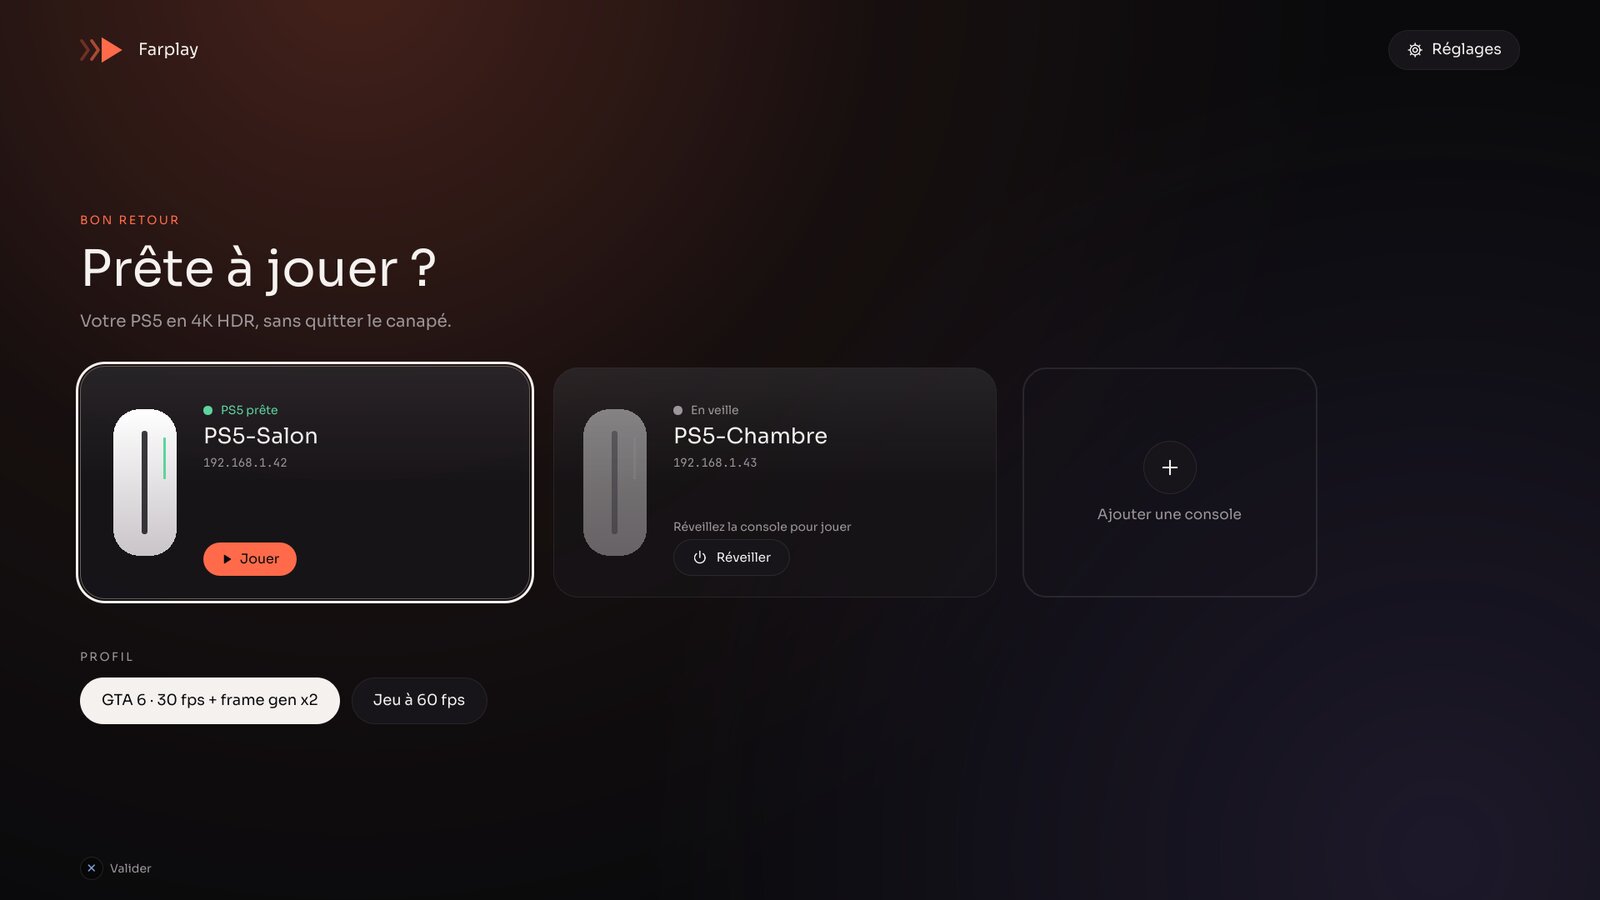 Farplay
Réglages
BON RETOUR
Prête à jouer ?
Votre PS5 en 4K HDR, sans quitter le canapé.
PS5 prête
PS5-Salon
192.168.1.42
Jouer
En veille
PS5-Chambre
192.168.1.43
Réveillez la console pour jouer
Réveiller
Ajouter une console
PROFIL
GTA 6 · 30 fps + frame gen x2
Jeu à 60 fps
Valider